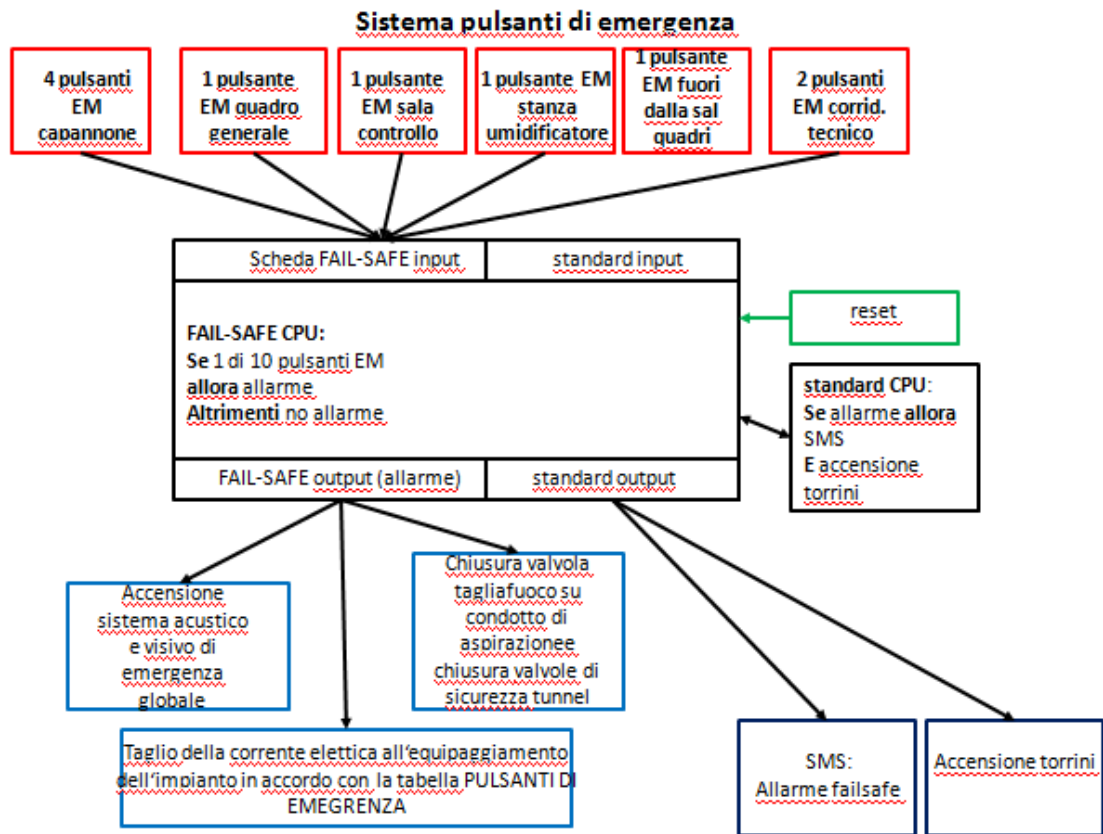 Sistema pulsanti di emergenza
4 pulsanti
EM
capannone
1 pulsante
EM quadro
generale
1 pulsante
EM sala
controllo
1 pulsante EM
stanza
umidificatore
1 pulsante
EM fuori
dalla sal
quadri
2 pulsanti
EM corrid.
tecnico
Scheda FAIL-SAFE input
standard input
FAIL-SAFE CPU:
Se 1 di 10 pulsanti EM
allora allarme
Altrimenti no allarme
reset
standard CPU:
Se allarme allora
SMS
E accensione
torrini
FAIL-SAFE output (allarme)
standard output
Accensione
sistema acustico
e visivo di
emergenza
globale
Chiusura valvola
tagliafuoco su
condotto di
aspirazionee
chiusura valvole di
sicurezza tunnel
Taglio della corrente elettica all'equipaggiamento
dell'impianto in accordo con la tabella PULSANTI DI
EMEGRENZA
SMS:
Allarme failsafe
Accensione torrini